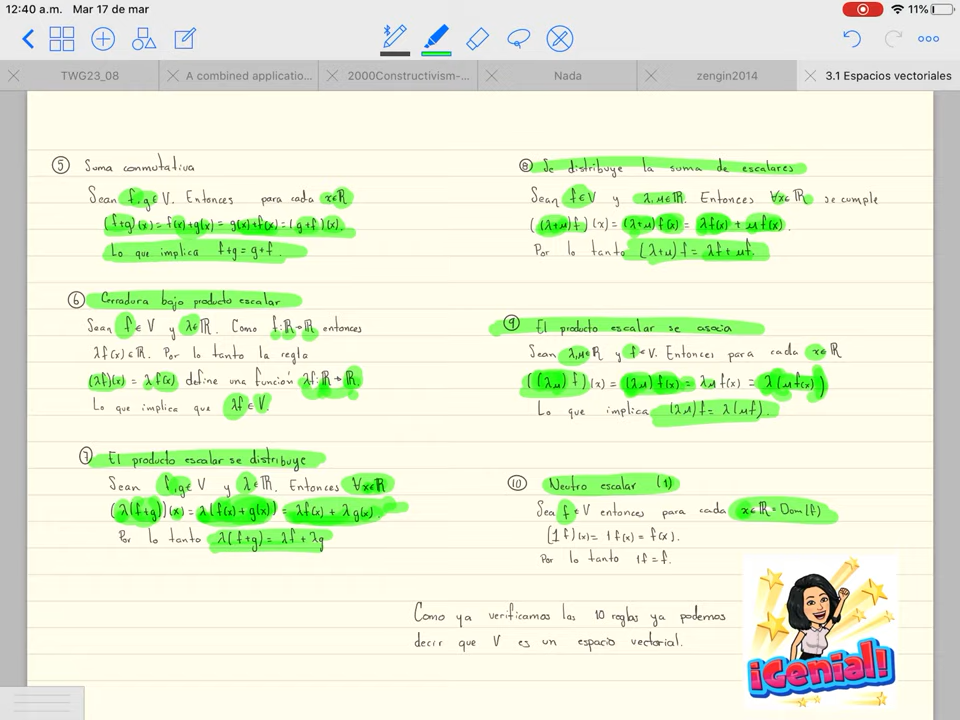 12:40 a.m. Mar 17 de mar
11%
TWG23_08
A combined applicatio...
2000Constructivism-...
Nada
zengin2014
3.1 Espacios vectoriales
⑤ Suma conmutativa
Sean f,g∈V. Entonces para cada x∈ℝ
(f+g)(x)= f(x)+g(x) = g(x)+f(x)= (g+f)(x).
Lo que implica f+g = g+f
⑥ Cerradura bajo producto escalar
Sean f∈V y λ∈ℝ. Como f:ℝ→ℝ entonces
λf(x)∈ℝ. Por lo tanto la regla
(λf)(x) = λf(x) define una función λf:ℝ→ℝ.
Lo que implica que λf∈V.
⑦ El producto escalar se distribuye
Sean f,g∈V y λ∈ℝ. Entonces ∀x∈ℝ
(λ(f+g))(x) = λ(f(x)+g(x)) = λf(x) + λg(x).
Por lo tanto λ(f+g) = λf + λg
⑧ Se distribuye la suma de escalares
Sean f∈V y λ,μ∈ℝ. Entonces ∀x∈ℝ se cumple
((λ+μ)f)(x) = (λ+μ)f(x) = λf(x) + μf(x).
Por lo tanto (λ+μ)f = λf + μf.
⑨ El producto escalar se asocia
Sean λ,μ∈ℝ y f∈V. Entonces para cada x∈ℝ
((λμ)f)(x) = (λμ)f(x) = λμf(x) = λ(μf(x))
Lo que implica (λμ)f = λ(μf).
⑩ Neutro escalar (1)
Sea f∈V entonces para cada x∈ℝ = Dom(f)
(1f)(x) = 1f(x) = f(x).
Por lo tanto 1f = f.
Como ya verificamos las 10 reglas ya podemos
decir que V es un espacio vectorial.
¡Genial!